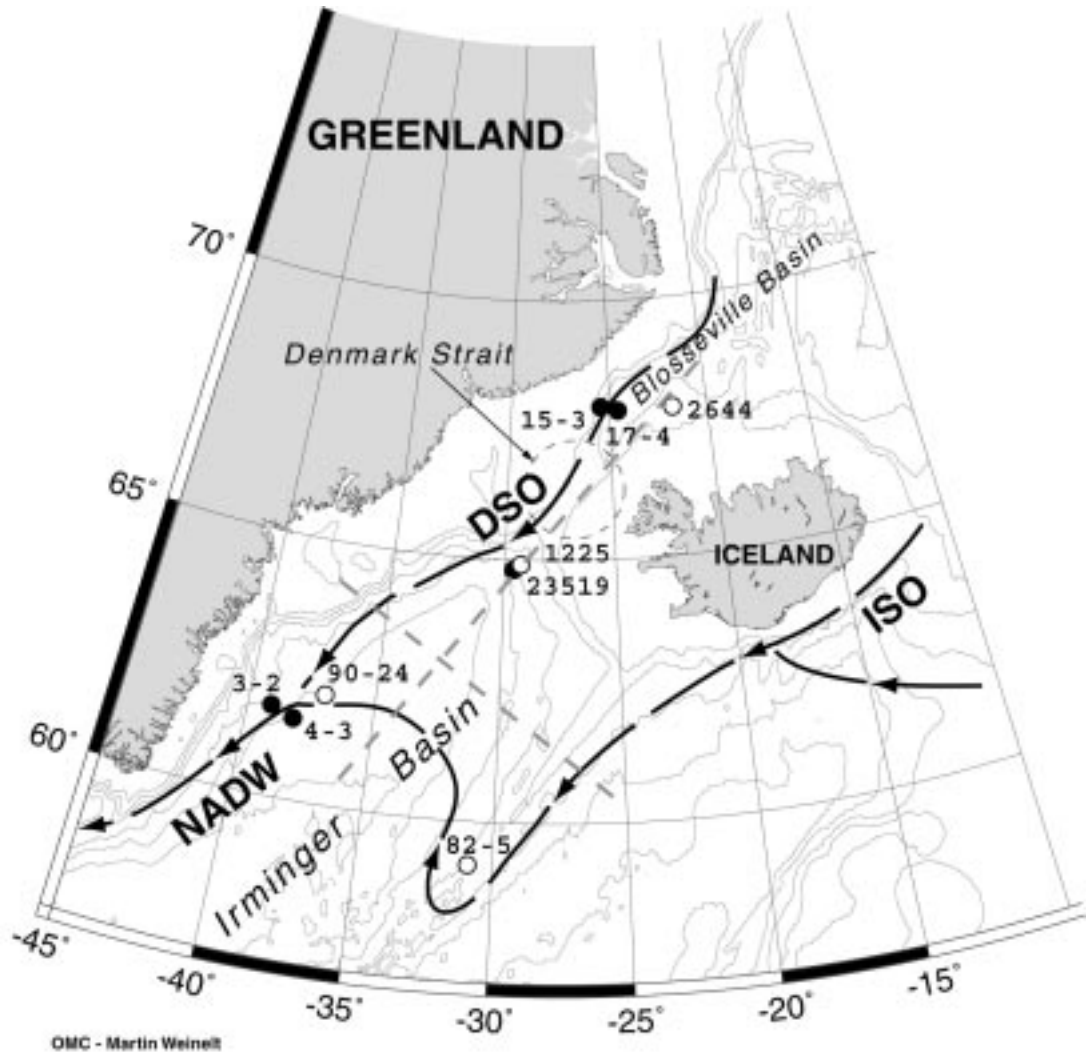 GREENLAND
70°
Blosseville Basin
Denmark Strait
15-3
17-4
2644
65°
DSO
ICELAND
1225
23519
ISO
3-2
90-24
4-3
60°
Basin
NADW
Irminger
82-5
-45°
-40°
-35°
-30°
-25°
-20°
-15°
OMC - Martin Weinelt